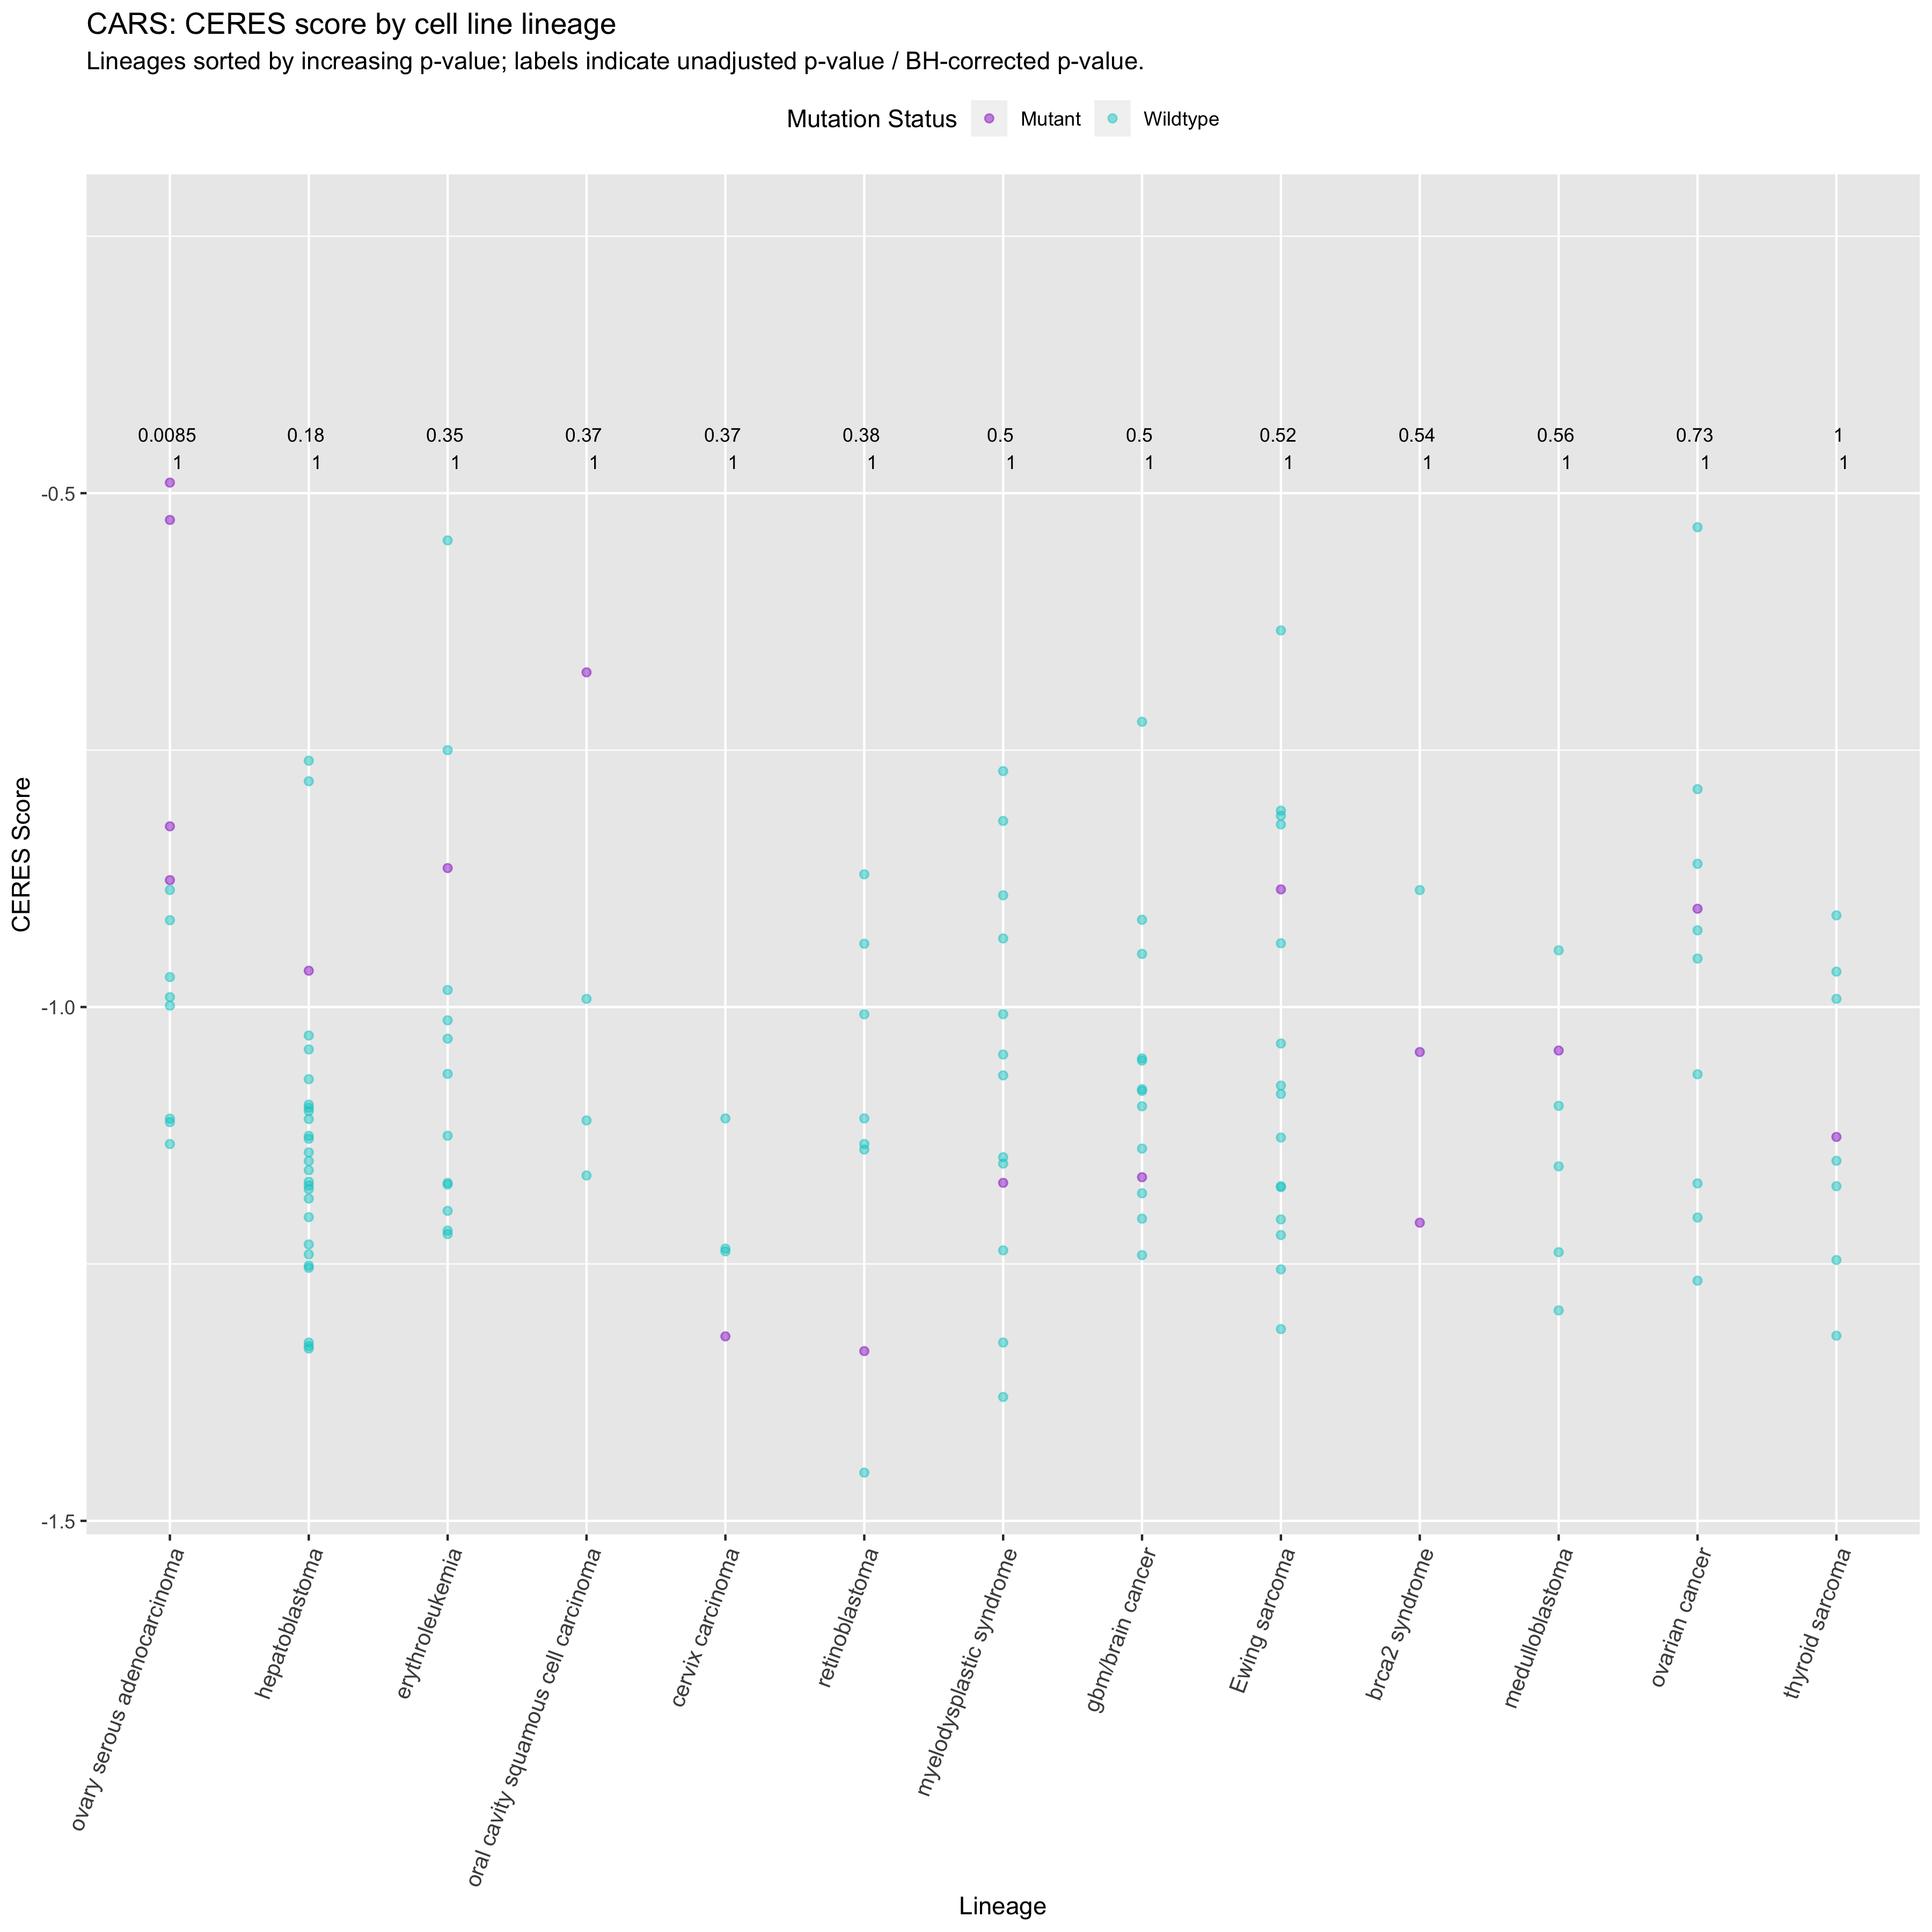 CARS: CERES score by cell line lineage
Lineages sorted by increasing p-value; labels indicate unadjusted p-value / BH-corrected p-value.
Mutation Status Mutant Wildtype
0.0085 0.18 0.35 0.37 0.37 0.38 0.5 0.5 0.52 0.54 0.56 0.73 1
1 1 1 1 1 1 1 1 1 1 1 1 1
-0.5
-1.0
-1.5
CERES Score
ovary serous adenocarcinoma
hepatoblastoma
erythroleukemia
oral cavity squamous cell carcinoma
cervix carcinoma
retinoblastoma
myelodysplastic syndrome
gbm/brain cancer
Ewing sarcoma
brca2 syndrome
medulloblastoma
ovarian cancer
thyroid sarcoma
Lineage